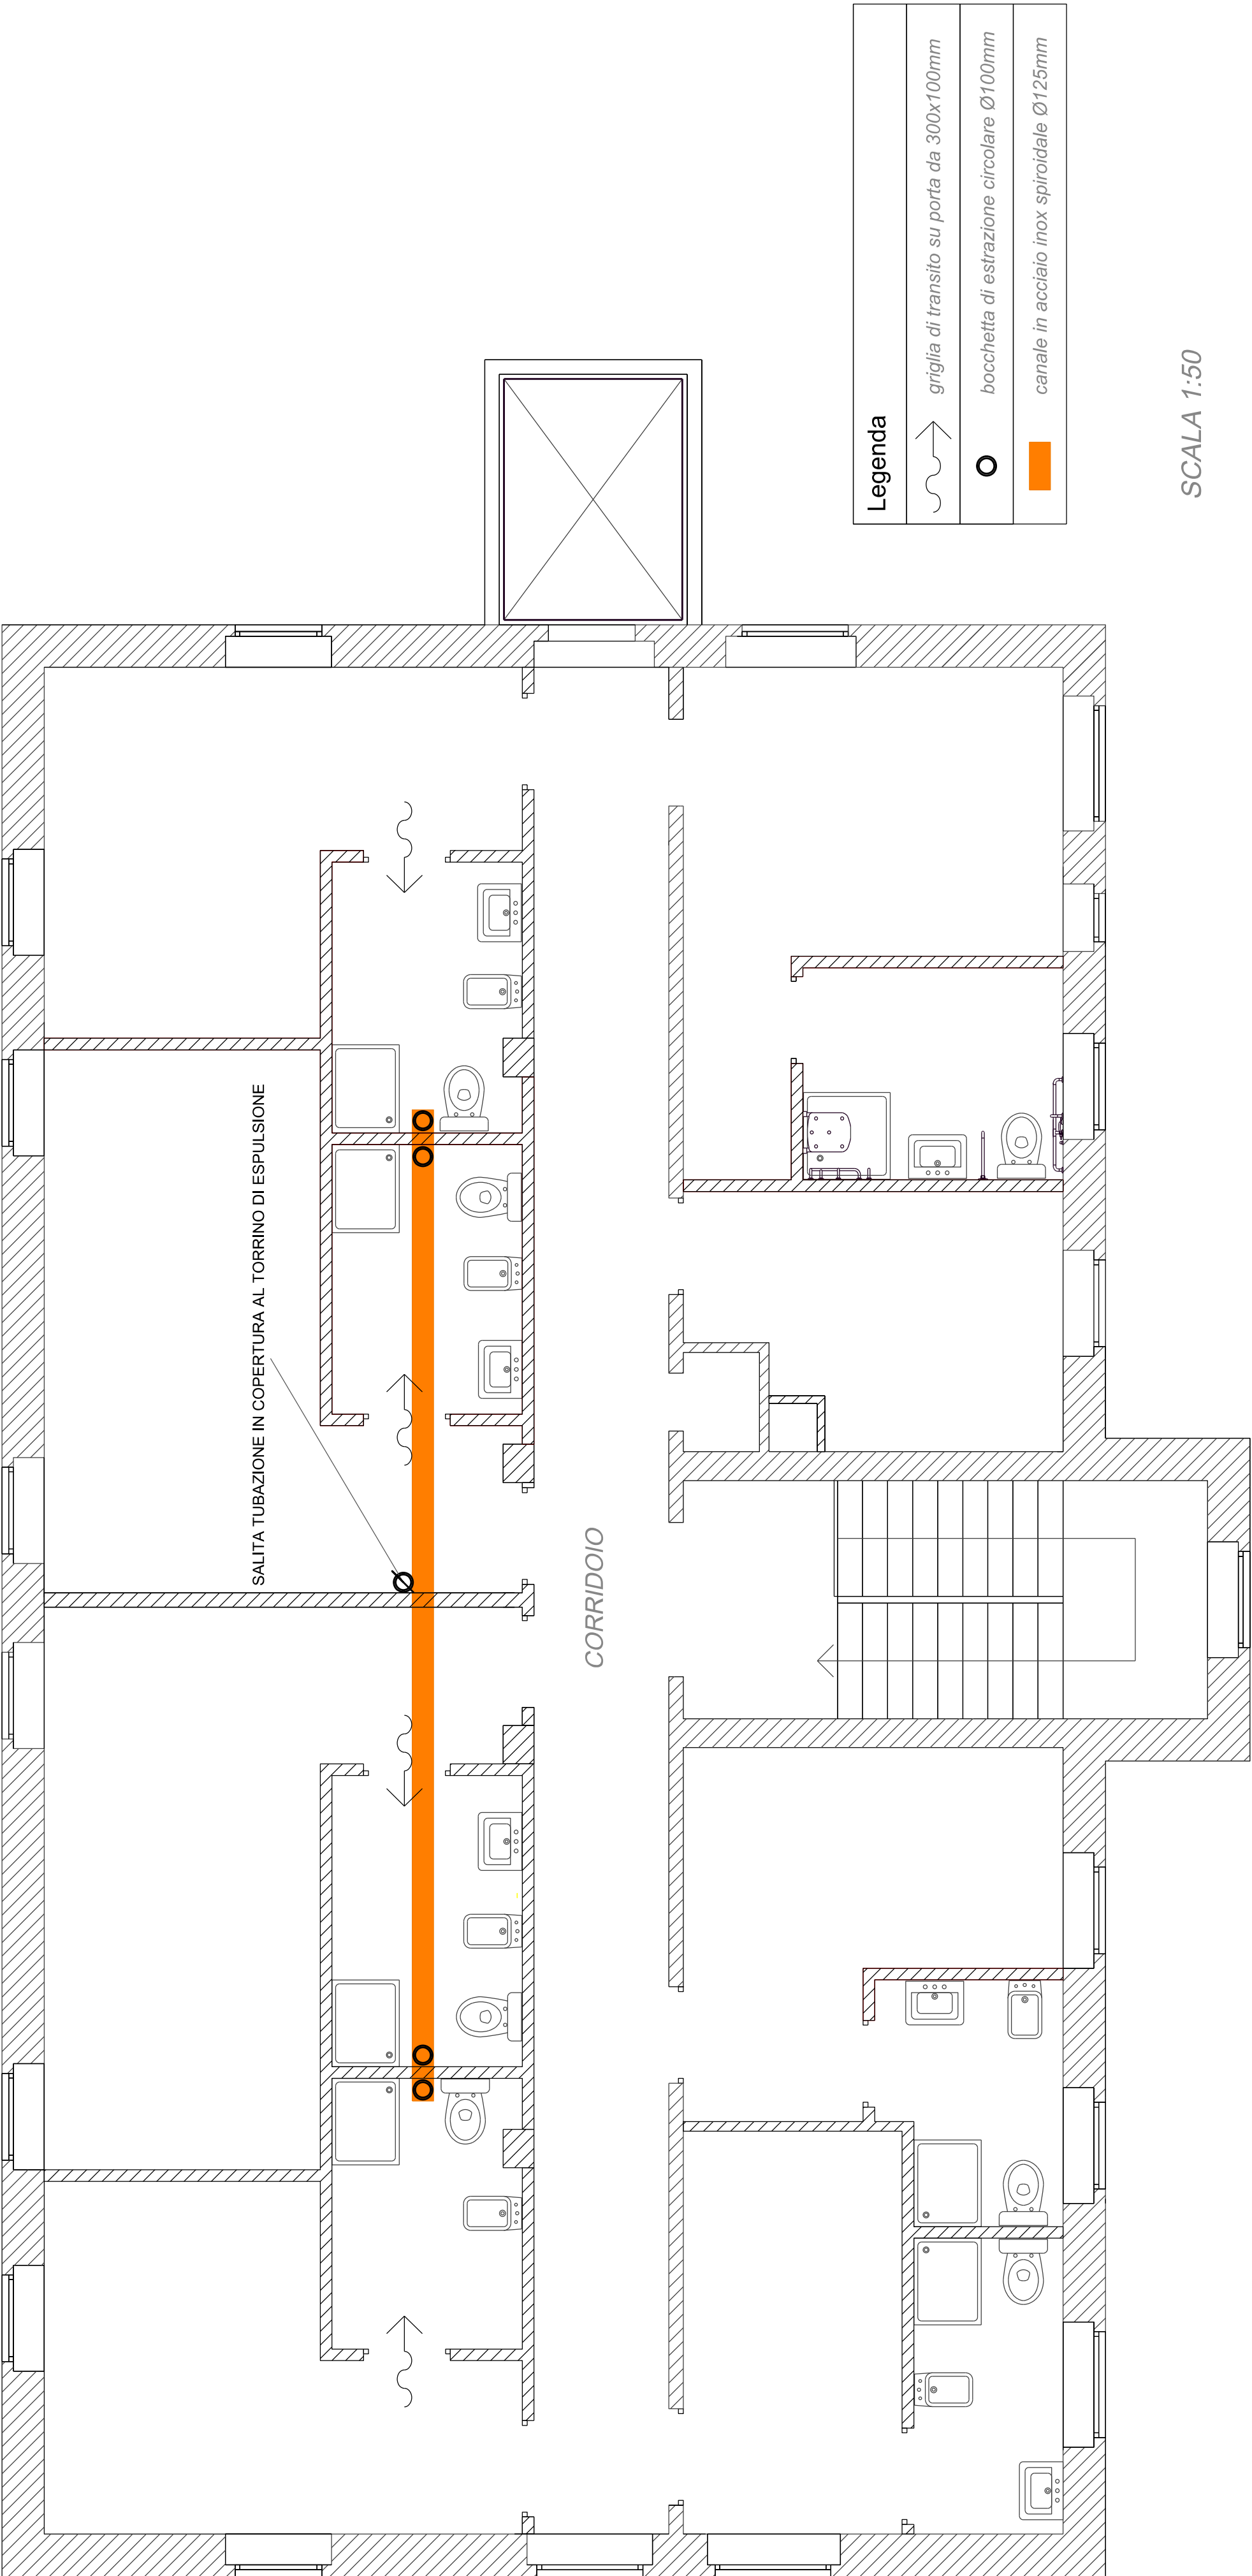 SALITA TUBAZIONE IN COPERTURA AL TORRINO DI ESPULSIONE
CORRIDOIO
Legenda
griglia di transito su porta da 300x100mm
bocchetta di estrazione circolare Ø100mm
canale in acciaio inox spiroidale Ø125mm
SCALA 1:50